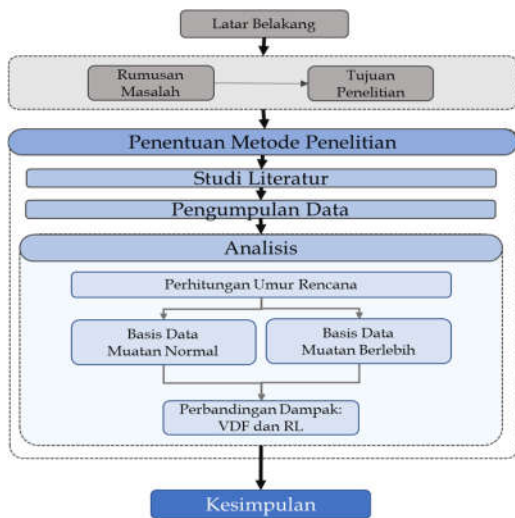 Latar Belakang
Rumusan
Masalah
Tujuan
Penelitian
Penentuan Metode Penelitian
Studi Literatur
Pengumpulan Data
Analisis
Perhitungan Umur Rencana
Basis Data
Muatan Normal
Basis Data
Muatan Berlebih
Perbandingan Dampak:
VDF dan RL
Kesimpulan